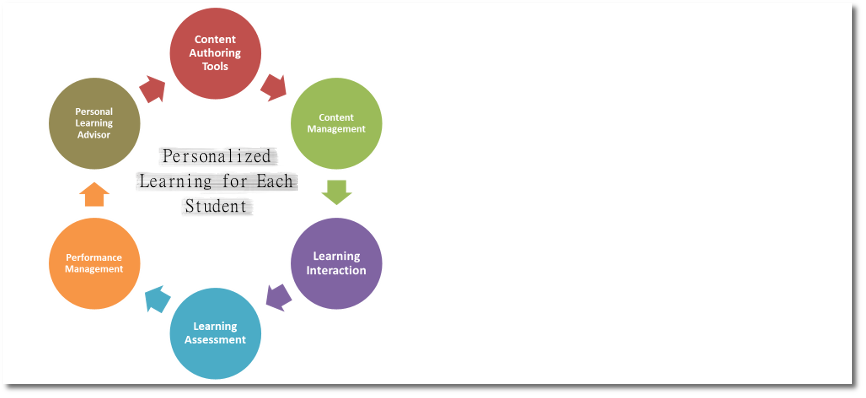 Content
Authoring
Tools
Content
Management
Learning
Interaction
Learning
Assessment
Performance
Management
Personal
Learning
Advisor
Personalized
Learning for Each
Student